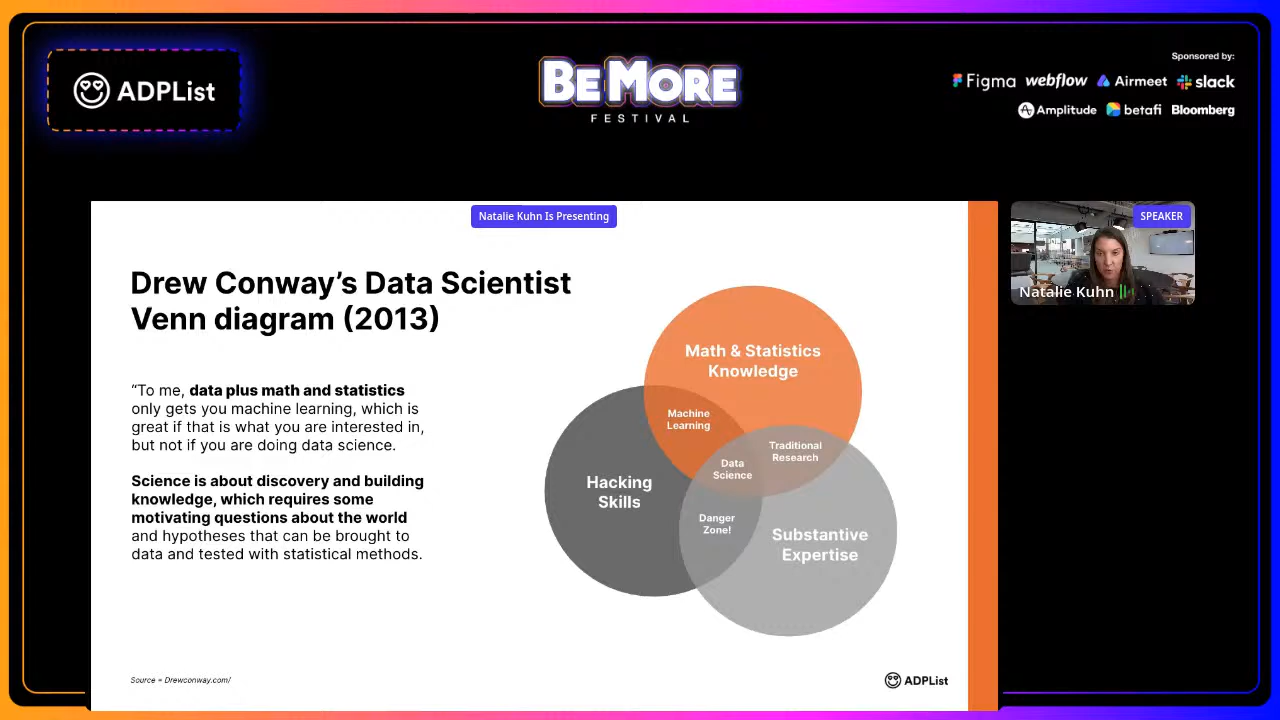 ADPList
BE MORE
FESTIVAL
Sponsored by:
Figma webflow Airmeet slack
Amplitude betafi Bloomberg
Natalie Kuhn Is Presenting
SPEAKER
Natalie Kuhn
Drew Conway’s Data Scientist
Venn diagram (2013)
“To me, data plus math and statistics
only gets you machine learning, which is
great if that is what you are interested in,
but not if you are doing data science.
Science is about discovery and building
knowledge, which requires some
motivating questions about the world
and hypotheses that can be brought to
data and tested with statistical methods.
Math & Statistics
Knowledge
Machine
Learning
Traditional
Research
Data
Science
Hacking
Skills
Danger
Zone!
Substantive
Expertise
Source = Drewconway.com/
ADPList